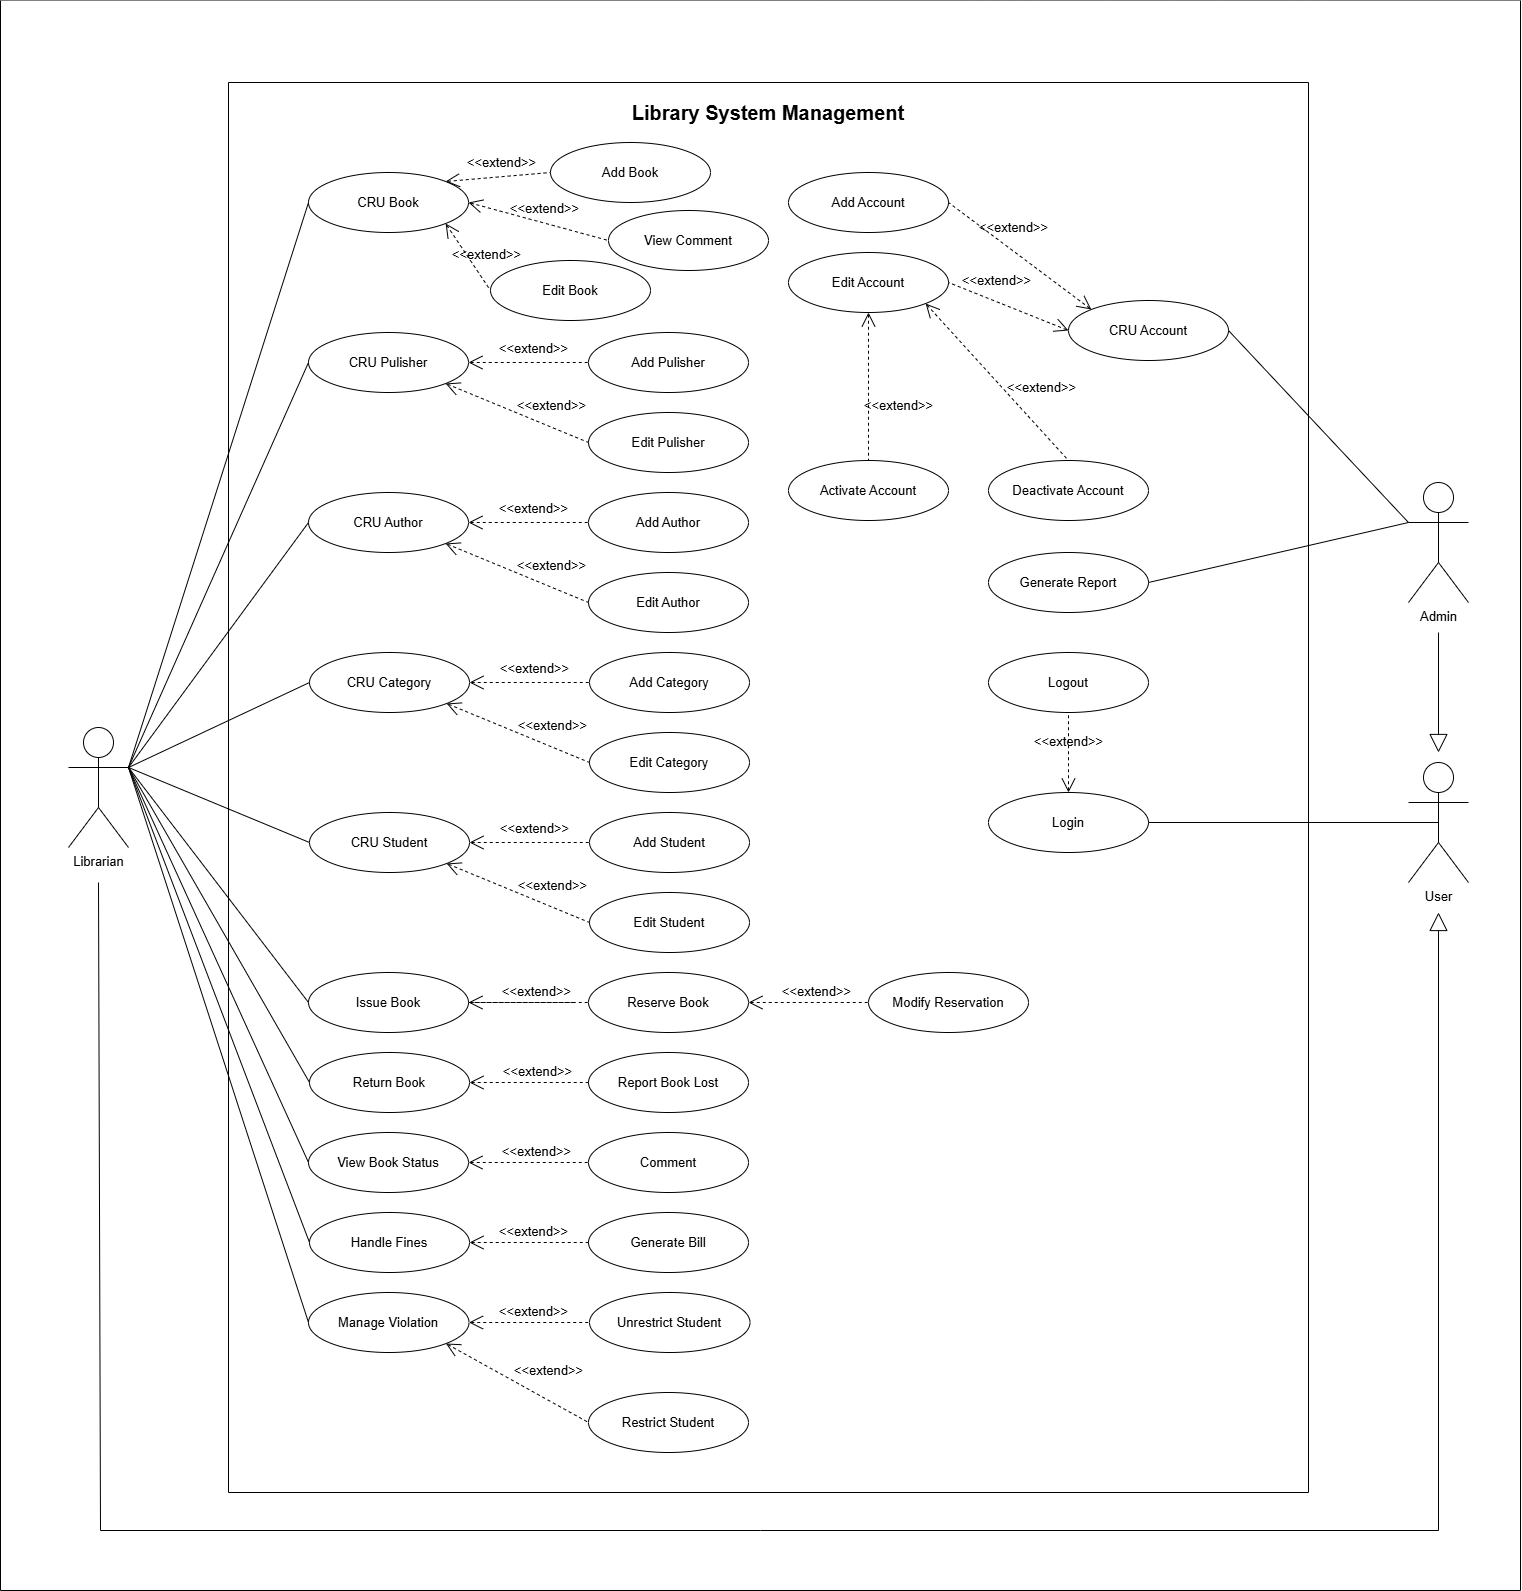 Library System Management
<<extend>>
Add Book
CRU Book
<<extend>>
View Comment
<<extend>>
Edit Book
Add Account
<<extend>>
Edit Account
<<extend>>
CRU Account
<<extend>>
<<extend>>
Activate Account
Deactivate Account
CRU Pulisher
<<extend>>
Add Pulisher
<<extend>>
Edit Pulisher
CRU Author
<<extend>>
Add Author
<<extend>>
Edit Author
Generate Report
Admin
CRU Category
<<extend>>
Add Category
<<extend>>
Edit Category
Logout
<<extend>>
Login
User
Librarian
CRU Student
<<extend>>
Add Student
<<extend>>
Edit Student
Issue Book
<<extend>>
Reserve Book
<<extend>>
Modify Reservation
Return Book
<<extend>>
Report Book Lost
View Book Status
<<extend>>
Comment
Handle Fines
<<extend>>
Generate Bill
Manage Violation
<<extend>>
Unrestrict Student
<<extend>>
Restrict Student